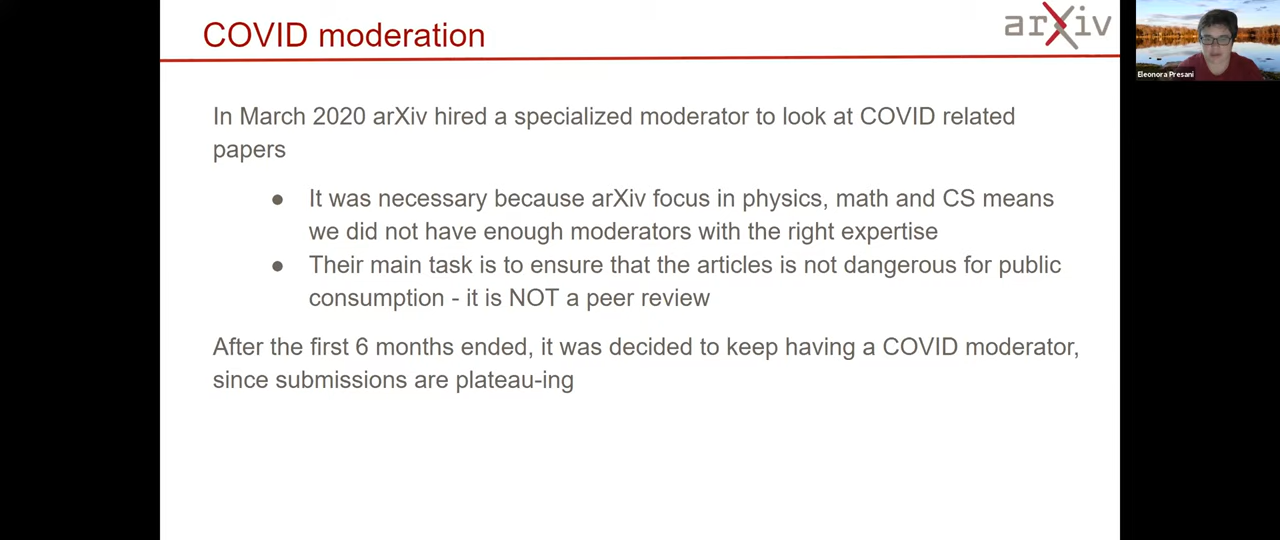 COVID moderation
arXiv
Eleonora Presani
In March 2020 arXiv hired a specialized moderator to look at COVID related
papers
● It was necessary because arXiv focus in physics, math and CS means
we did not have enough moderators with the right expertise
● Their main task is to ensure that the articles is not dangerous for public
consumption - it is NOT a peer review
After the first 6 months ended, it was decided to keep having a COVID moderator,
since submissions are plateau-ing